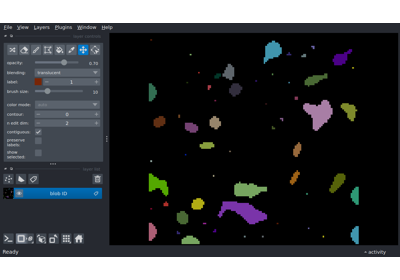 File View Layers Plugins Window Help
opacity: 0.70
blending: translucent
label: 1
brush size: 10
color mode:
contour: 0
n edit dim: 2
contiguous:
preserve labels:
show selected:
blob ID
Ready
activity